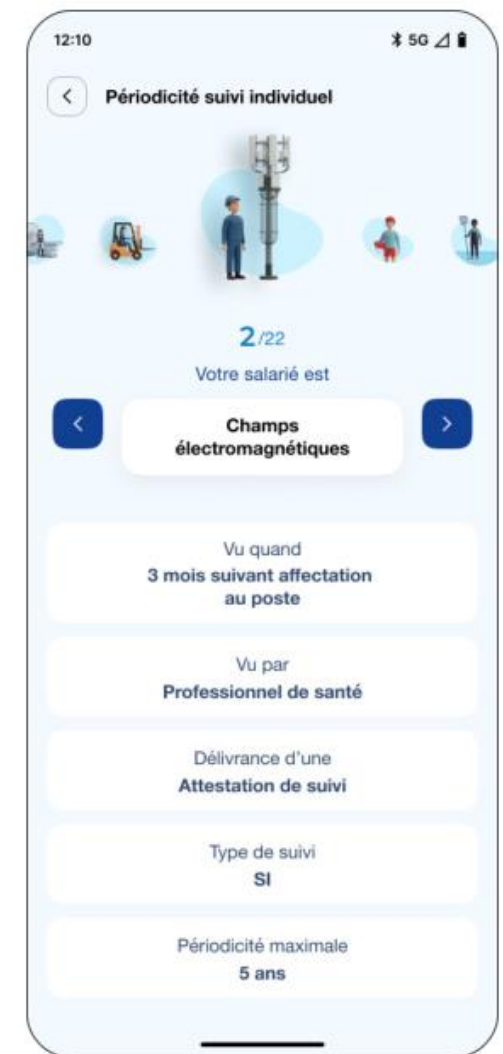 12:10
5G
Périodicité suivi individuel
2/22
Votre salarié est
Champs
électromagnétiques
Vu quand
3 mois suivant affectation
au poste
Vu par
Professionnel de santé
Délivrance d'une
Attestation de suivi
Type de suivi
SI
Périodicité maximale
5 ans